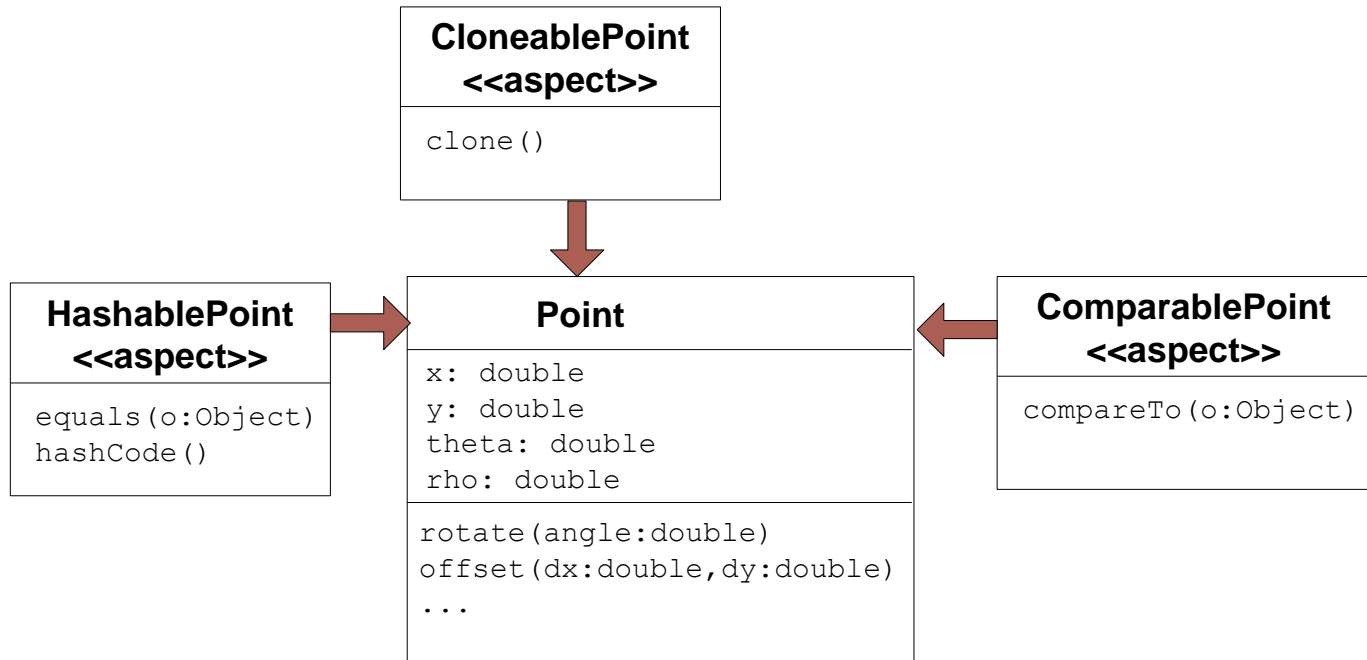 CloneablePoint
<<aspect>>
clone()
HashablePoint
<<aspect>>
equals(o:Object)
hashCode()
Point
x: double
y: double
theta: double
rho: double
rotate(angle:double)
offset(dx:double,dy:double)
...
ComparablePoint
<<aspect>>
compareTo(o:Object)